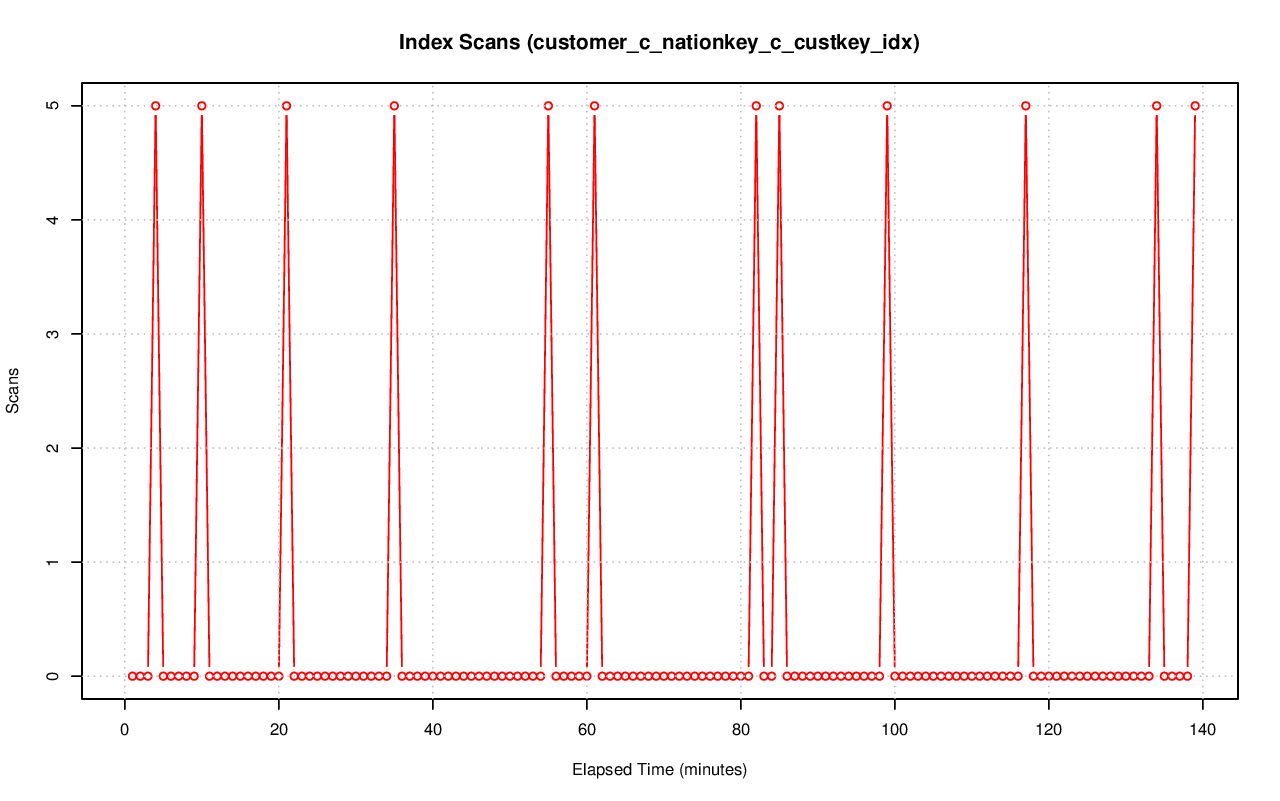 Index Scans (customer_c_nationkey_c_custkey_idx)
5
4
3
2
1
0
Scans
0 20 40 60 80 100 120 140
Elapsed Time (minutes)